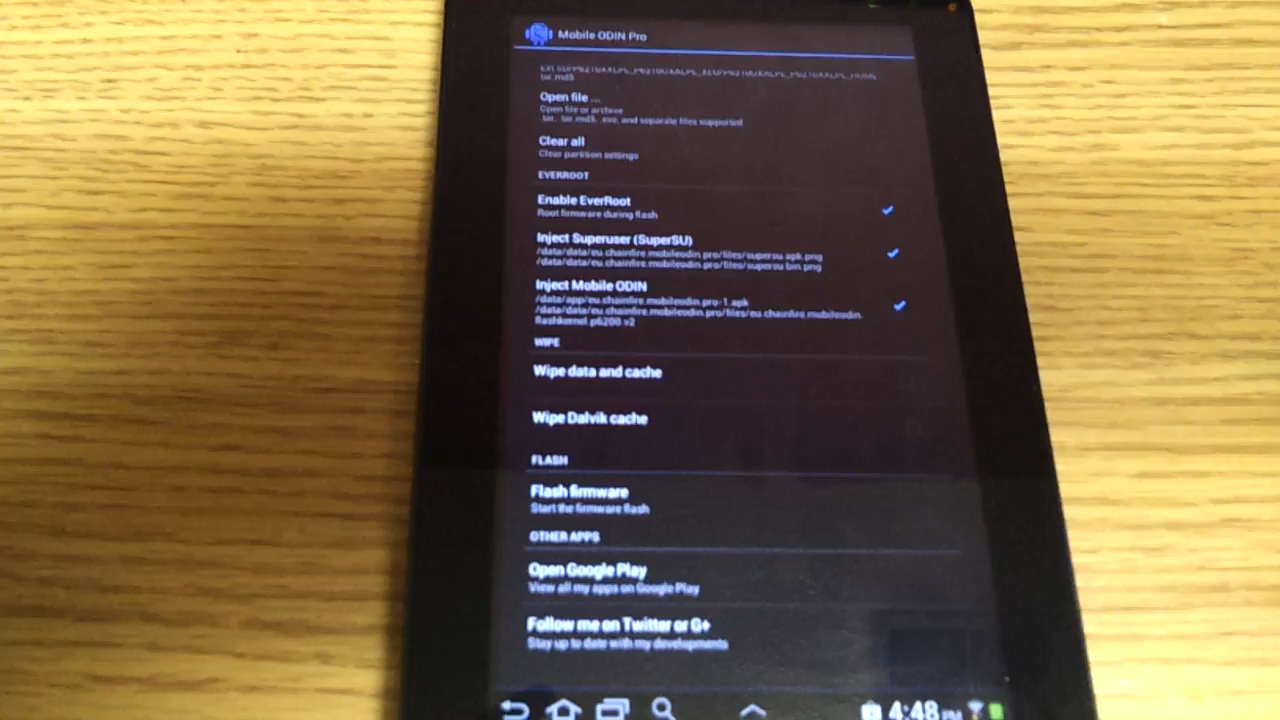 Mobile ODIN Pro
tar.md5
Open file ...
Open file or archive
.tar, .tar.md5, .exe, and separate files supported
Clear all
Clear partition settings
EVERROOT
Enable EverRoot
Root firmware during flash
Inject Superuser (SuperSU)
/data/data/eu.chainfire.mobileodin.pro/files/supersu.apk.png
/data/data/eu.chainfire.mobileodin.pro/files/supersu.bin.png
Inject Mobile ODIN
/data/app/eu.chainfire.mobileodin.pro-1.apk
/data/data/eu.chainfire.mobileodin.pro/files/eu.chainfire.mobileodin.
flashkernel.p6200.v2
WIPE
Wipe data and cache
Wipe Dalvik cache
FLASH
Flash firmware
Start the firmware flash
OTHER APPS
Open Google Play
View all my apps on Google Play
Follow me on Twitter or G+
Stay up to date with my developments
4:48 PM